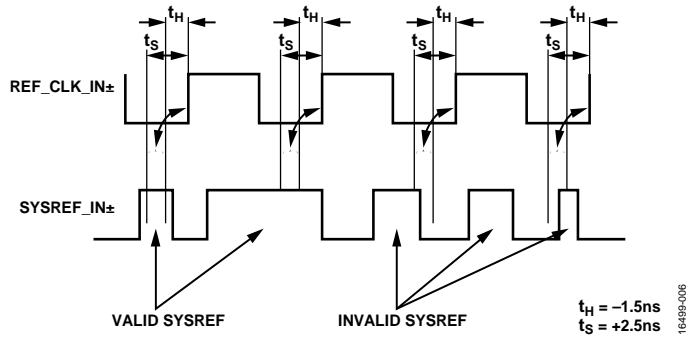 tH tH tH tH
tS tS tS tS
REF_CLK_IN±
SYSREF_IN±
VALID SYSREF
INVALID SYSREF
tH = –1.5ns
tS = +2.5ns
16499-006